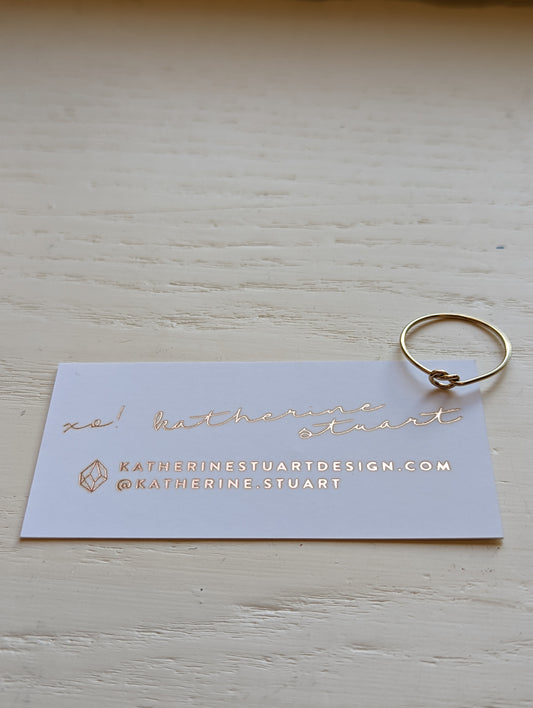 xo! katherine
stuart
KATHERINESTUARTDESIGN.COM
@KATHERINE.STUART